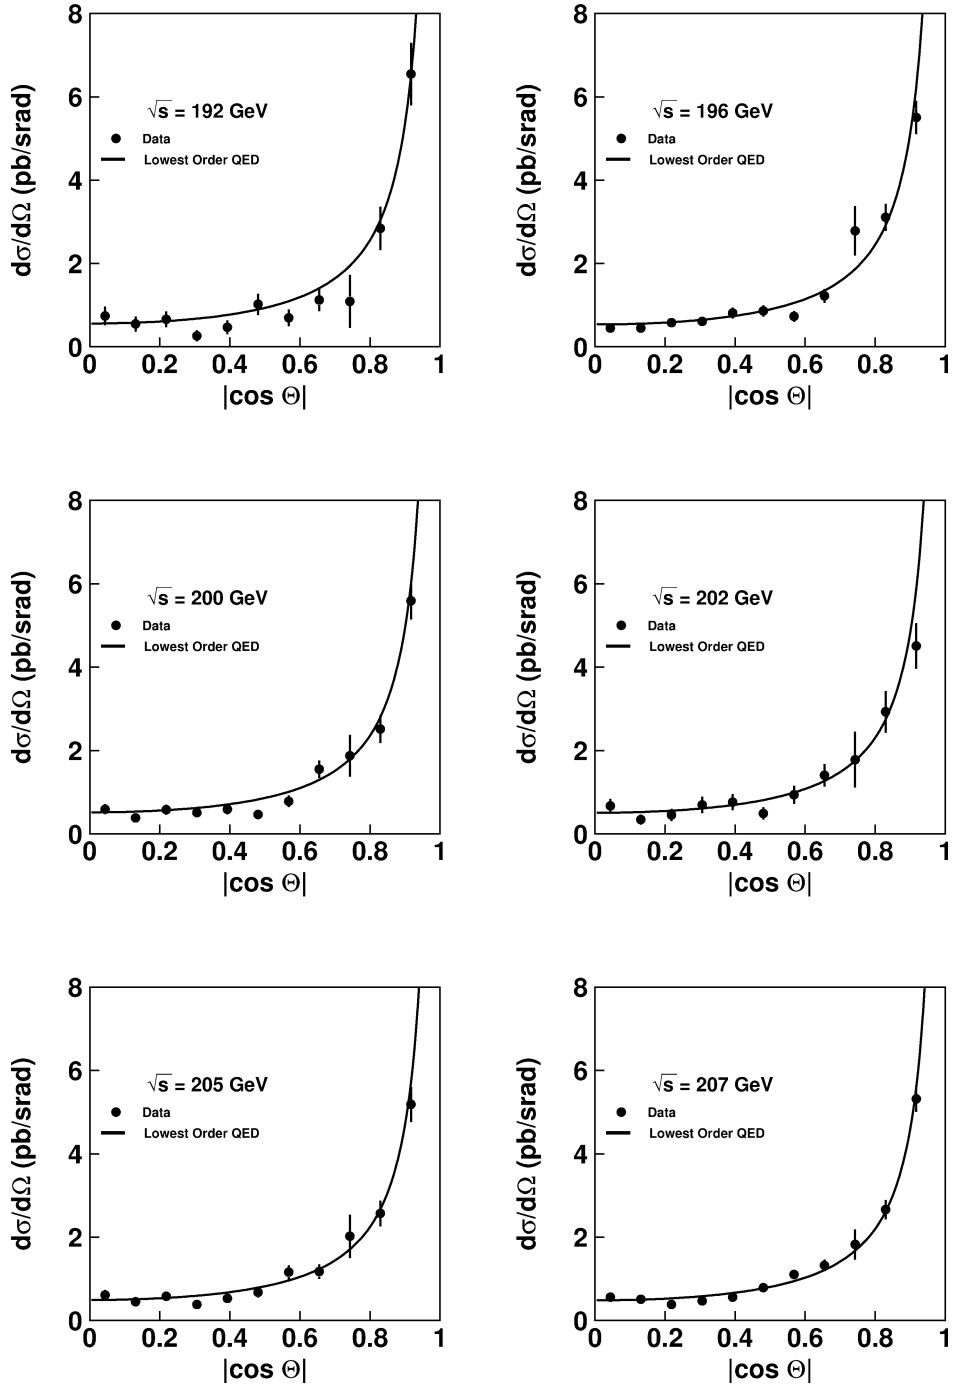 dσ/dΩ (pb/srad)
8
6
4
2
0
√s = 192 GeV
Data
Lowest Order QED
0 0.2 0.4 0.6 0.8 1
|cos Θ|
dσ/dΩ (pb/srad)
8
6
4
2
0
√s = 196 GeV
Data
Lowest Order QED
0 0.2 0.4 0.6 0.8 1
|cos Θ|
dσ/dΩ (pb/srad)
8
6
4
2
0
√s = 200 GeV
Data
Lowest Order QED
0 0.2 0.4 0.6 0.8 1
|cos Θ|
dσ/dΩ (pb/srad)
8
6
4
2
0
√s = 202 GeV
Data
Lowest Order QED
0 0.2 0.4 0.6 0.8 1
|cos Θ|
dσ/dΩ (pb/srad)
8
6
4
2
0
√s = 205 GeV
Data
Lowest Order QED
0 0.2 0.4 0.6 0.8 1
|cos Θ|
dσ/dΩ (pb/srad)
8
6
4
2
0
√s = 207 GeV
Data
Lowest Order QED
0 0.2 0.4 0.6 0.8 1
|cos Θ|